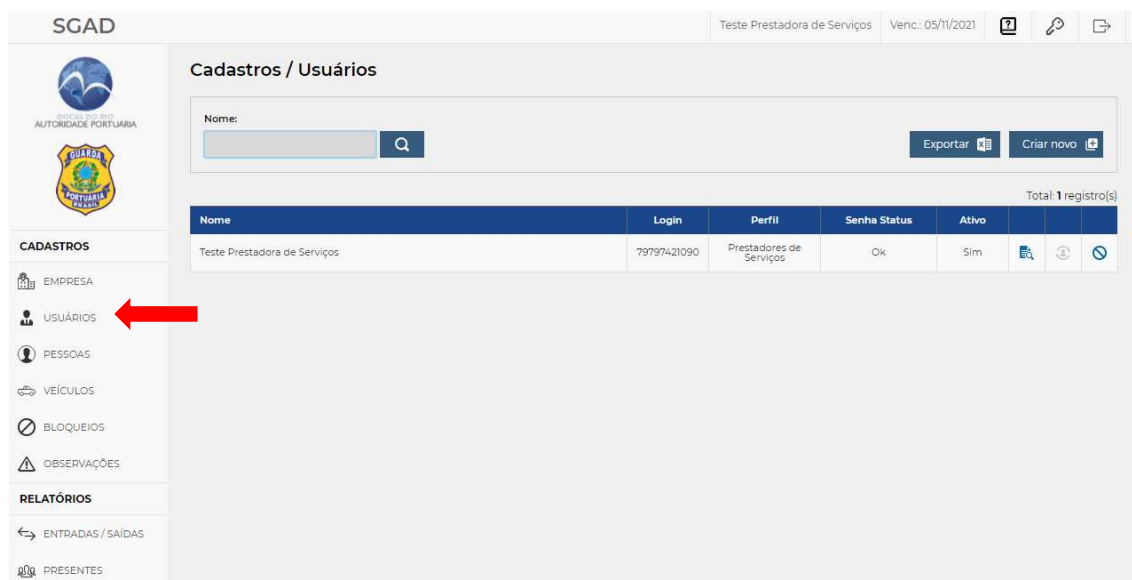 SGAD
Teste Prestadora de Serviços
Venc.: 05/11/2021
DOCAS DO RIO
AUTORIDADE PORTUARIA
GUARDA
PORTUÁRIA
BRASIL
Cadastros / Usuários
Nome:
Exportar
Criar novo
Total: 1 registro(s)
Nome Login Perfil Senha Status Ativo
Teste Prestadora de Serviços 79797421090 Prestadores de Serviços Ok Sim
CADASTROS
EMPRESA
USUÁRIOS
PESSOAS
VEÍCULOS
BLOQUEIOS
OBSERVAÇÕES
RELATÓRIOS
ENTRADAS / SAÍDAS
PRESENTES